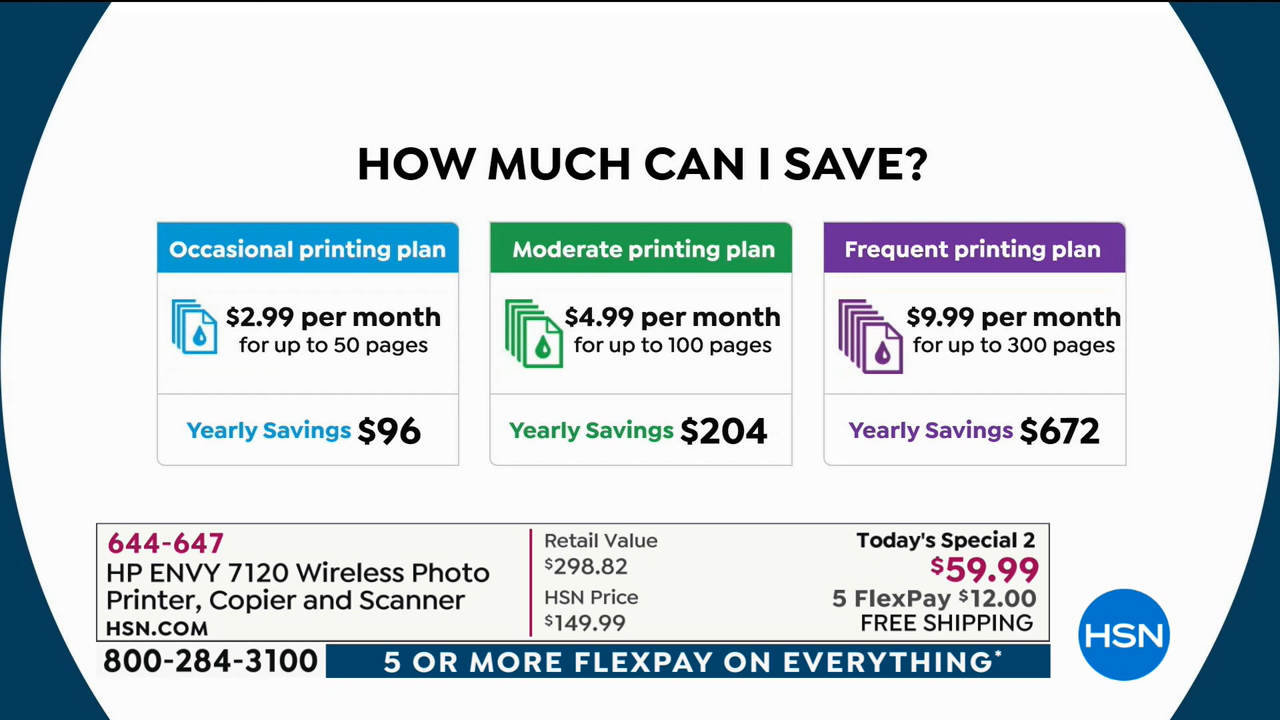 HOW MUCH CAN I SAVE?
Occasional printing plan
$2.99 per month
for up to 50 pages
Yearly Savings $96
Moderate printing plan
$4.99 per month
for up to 100 pages
Yearly Savings $204
Frequent printing plan
$9.99 per month
for up to 300 pages
Yearly Savings $672
644-647
HP ENVY 7120 Wireless Photo
Printer, Copier and Scanner
HSN.COM
Retail Value
$298.82
HSN Price
$149.99
Today's Special 2
$59.99
5 FlexPay $12.00
FREE SHIPPING
800-284-3100
5 OR MORE FLEXPAY ON EVERYTHING*
HSN